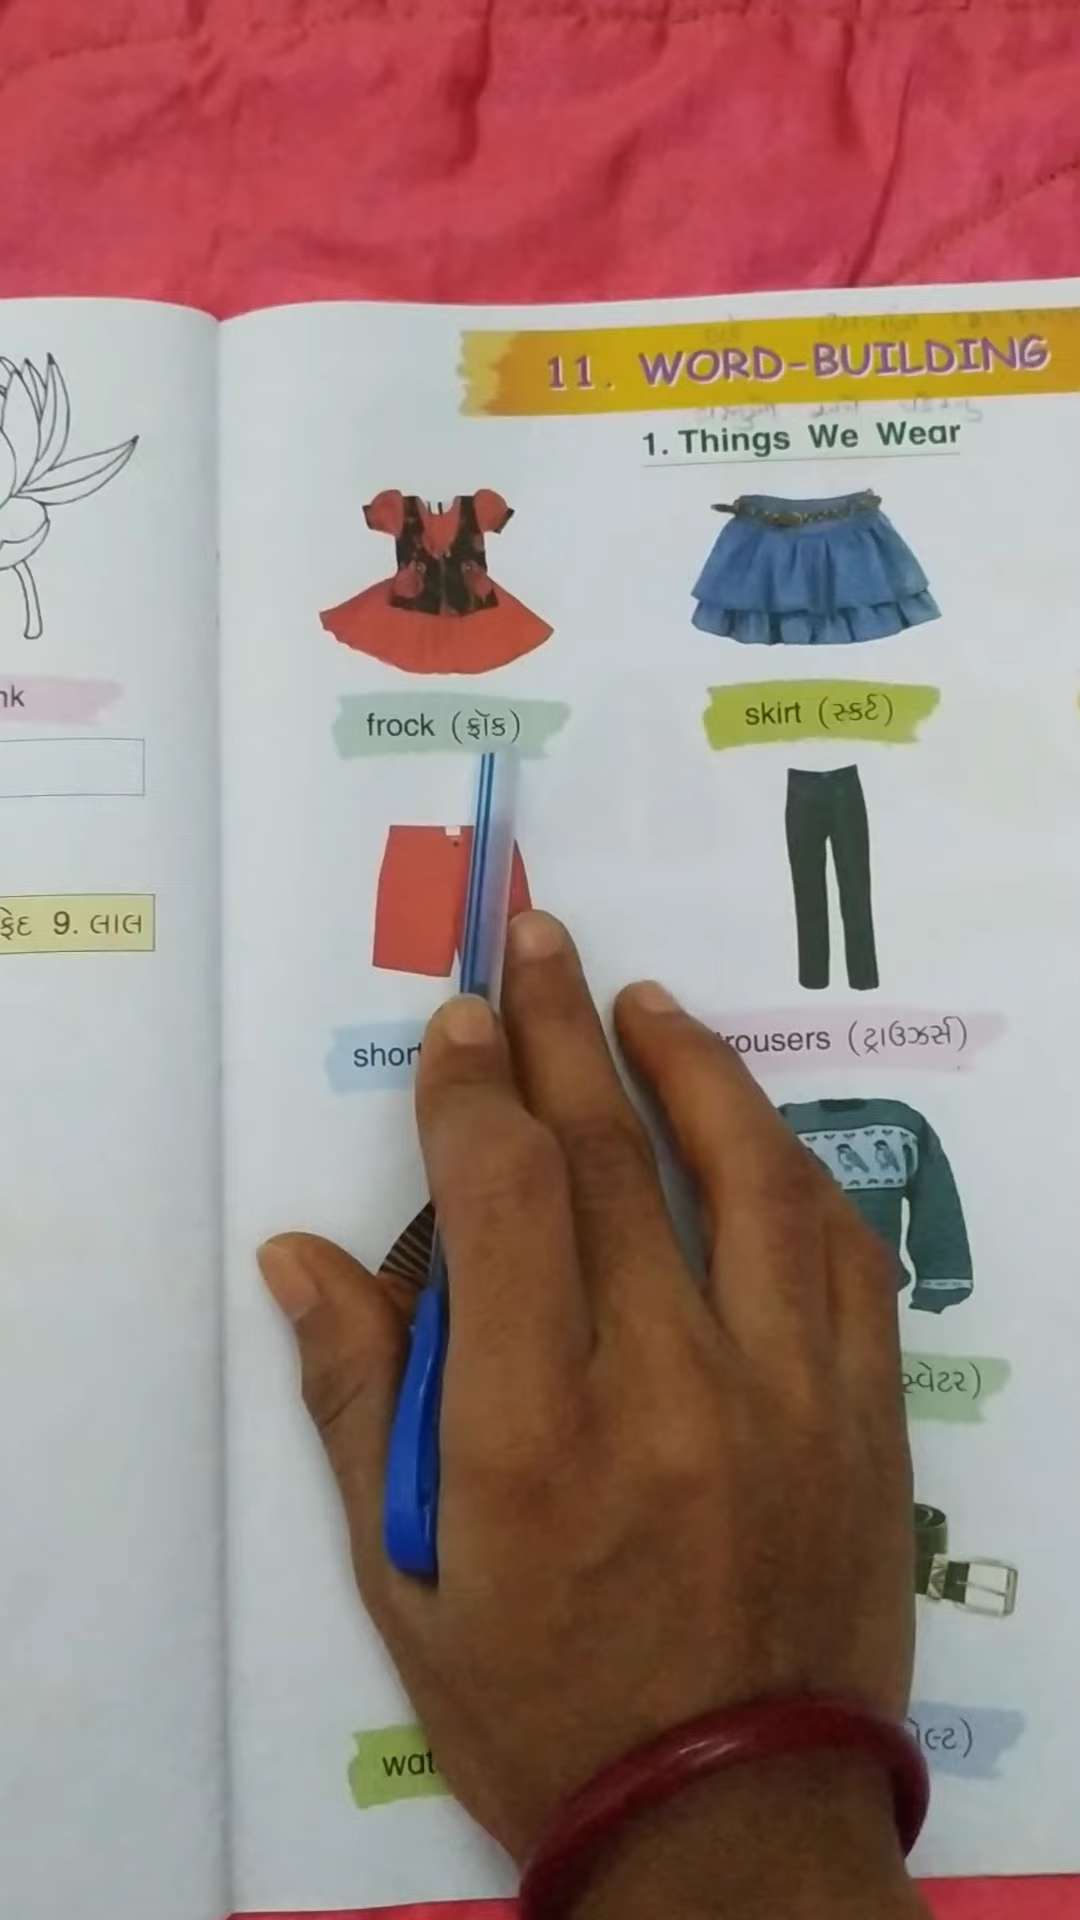 11. WORD-BUILDING
1. Things We Wear
frock (ફ્રૉક)
skirt (સ્કર્ટ)
nk
9. લાલ
shor
rousers (ટ્રાઉઝર્સ)
સ્વેટર)
wat
લ્ટ)